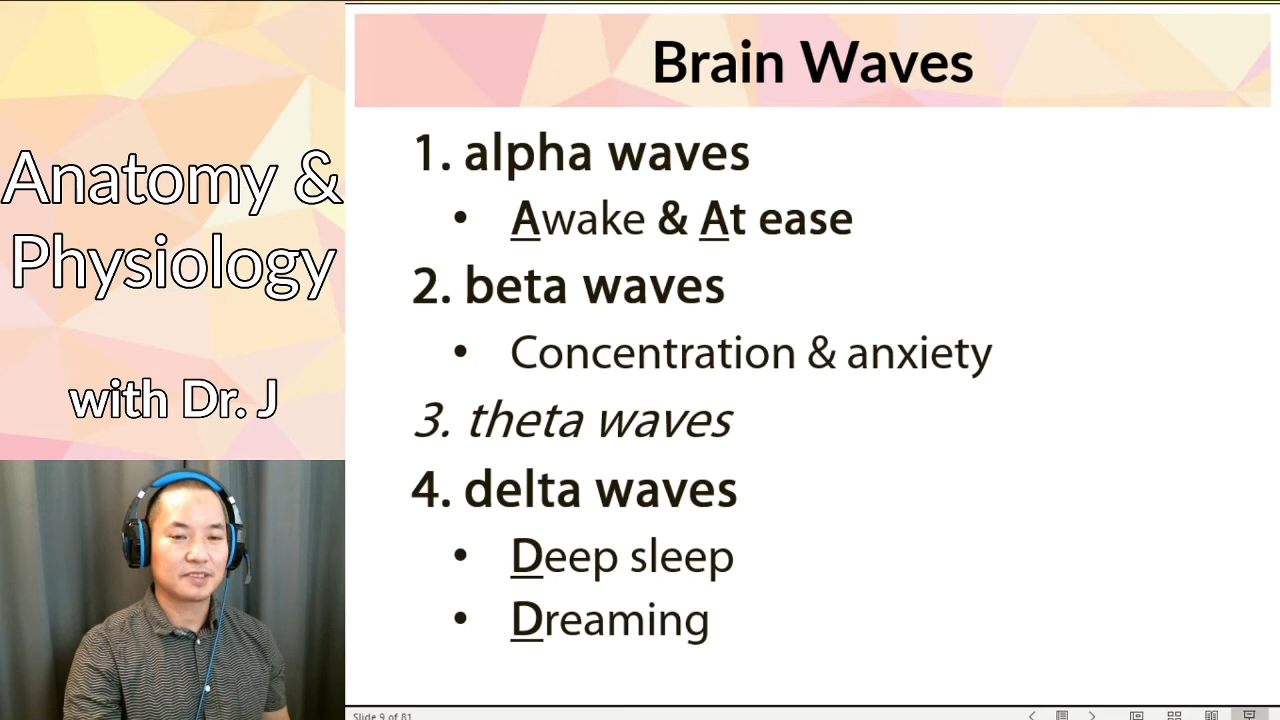 Anatomy &
Physiology
with Dr. J
Brain Waves
1. alpha waves
• Awake & At ease
2. beta waves
• Concentration & anxiety
3. theta waves
4. delta waves
• Deep sleep
• Dreaming
Slide 9 of 81